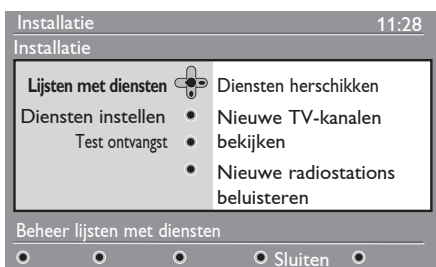 Installatie 11:28
Installatie
Lijsten met diensten
Diensten instellen
Test ontvangst
Diensten herschikken
Nieuwe TV-kanalen
bekijken
Nieuwe radiostations
beluisteren
Beheer lijsten met diensten
Sluiten